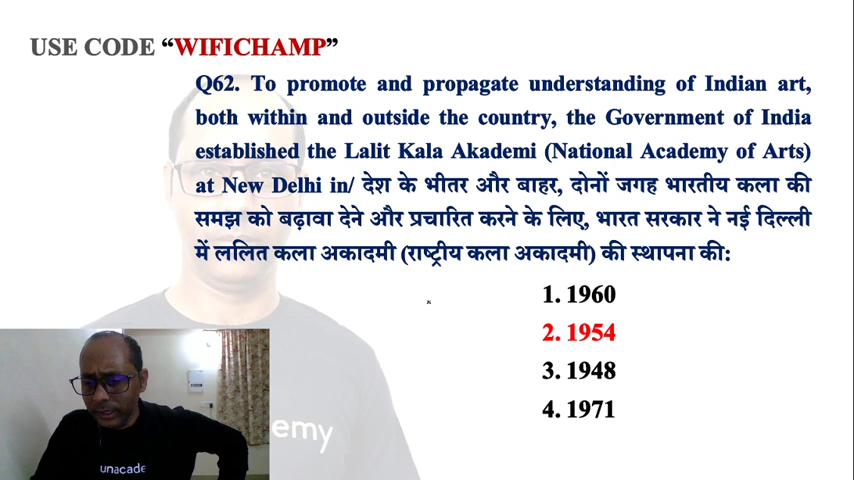 USE CODE “WIFICHAMP”
Q62. To promote and propagate understanding of Indian art,
both within and outside the country, the Government of India
established the Lalit Kala Akademi (National Academy of Arts)
at New Delhi in/ देश के भीतर और बाहर, दोनों जगह भारतीय कला की
समझ को बढ़ावा देने और प्रचारित करने के लिए, भारत सरकार ने नई दिल्ली
में ललित कला अकादमी (राष्ट्रीय कला अकादमी) की स्थापना की:
1. 1960
2. 1954
3. 1948
4. 1971
emy
unacade